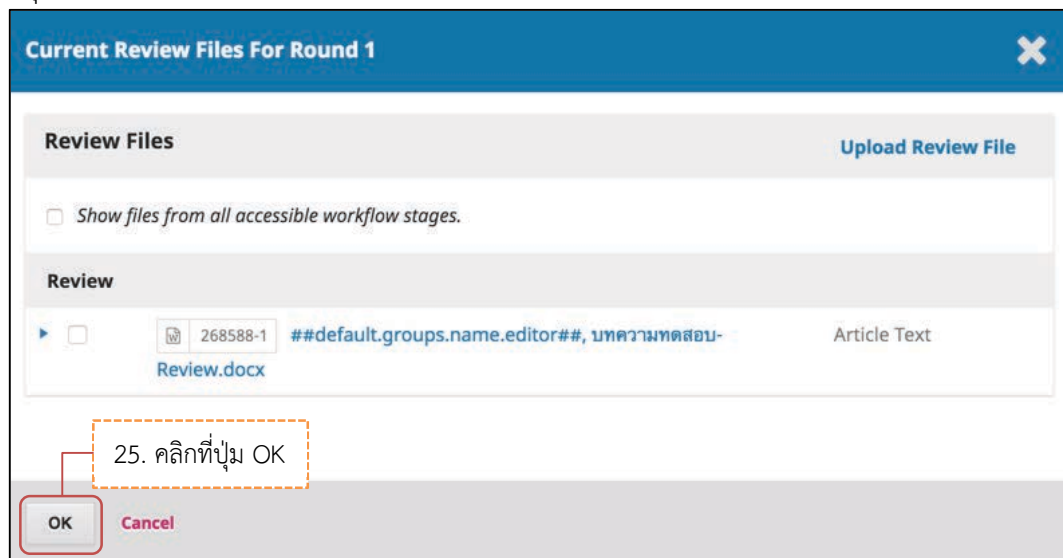 Current Review Files For Round 1
Review Files
Upload Review File
Show files from all accessible workflow stages.
Review
268588-1 ##default.groups.name.editor##, บทความทดสอบ-
Review.docx
Article Text
25. คลิกที่ปุ่ม OK
OK
Cancel